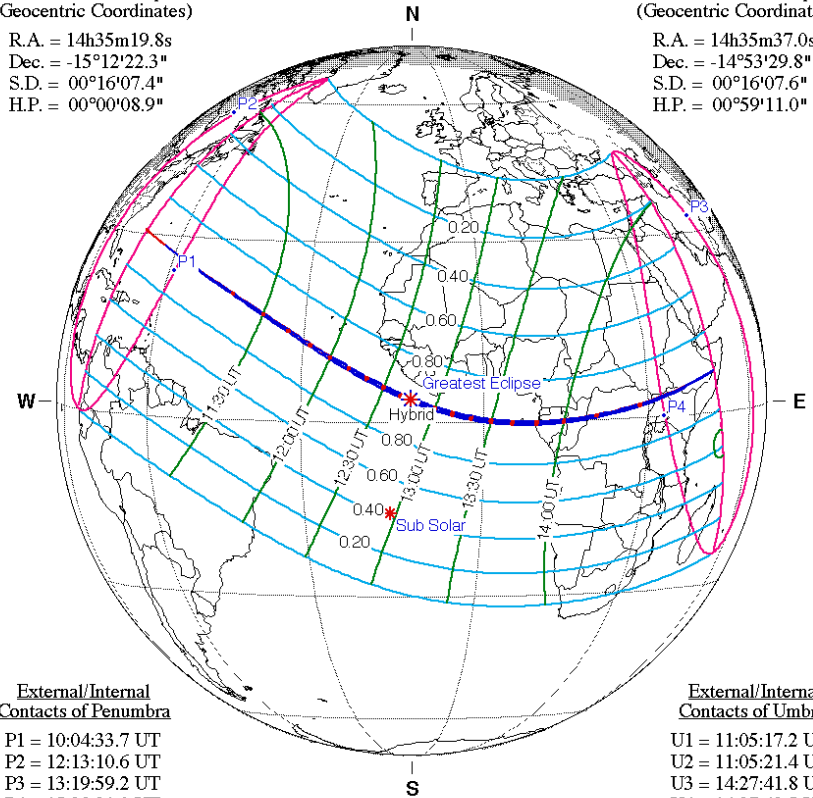 Geocentric Coordinates)
R.A. = 14h35m19.8s
Dec. = -15°12'22.3"
S.D. = 00°16'07.4"
H.P. = 00°00'08.9"
(Geocentric Coordinat
R.A. = 14h35m37.0s
Dec. = -14°53'29.8"
S.D. = 00°16'07.6"
H.P. = 00°59'11.0"
N
P2
P3
0.20
P1
0.40
0.60
0.80
Greatest Eclipse
W
E
Hybrid
P4
11:30 UT
12:00 UT
12:30 UT
13:00 UT
13:30 UT
14:00 UT
0.80
0.60
0.40
Sub Solar
0.20
External/Internal
Contacts of Penumbra
P1 = 10:04:33.7 UT
P2 = 12:13:10.6 UT
P3 = 13:19:59.2 UT
External/Interna
Contacts of Umbr
U1 = 11:05:17.2 U
U2 = 11:05:21.4 U
U3 = 14:27:41.8 U
S